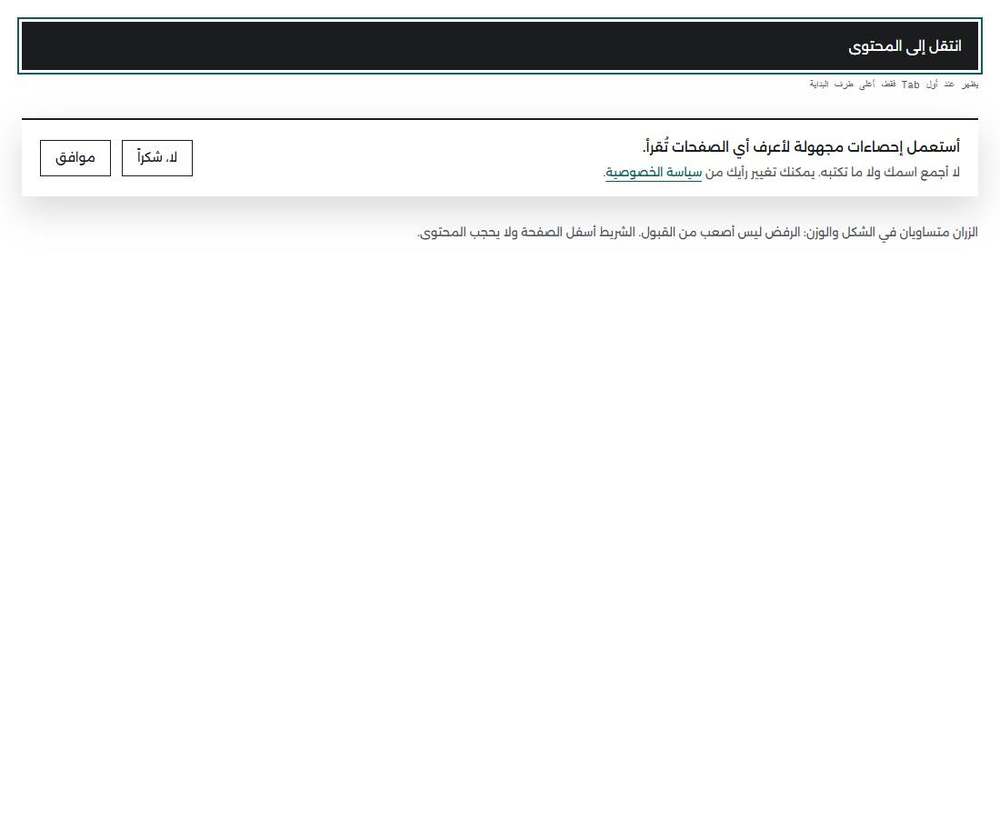 انتقل إلى المحتوى
يظهر عند أول Tab فقط، أعلى طرف البداية
أستعمل إحصاءات مجهولة لأعرف أي الصفحات تُقرأ.
لا أجمع اسمك ولا ما تكتبه. يمكنك تغيير رأيك من سياسة الخصوصية.
لا، شكراً
موافق
الزران متساويان في الشكل والوزن: الرفض ليس أصعب من القبول. الشريط أسفل الصفحة ولا يحجب المحتوى.